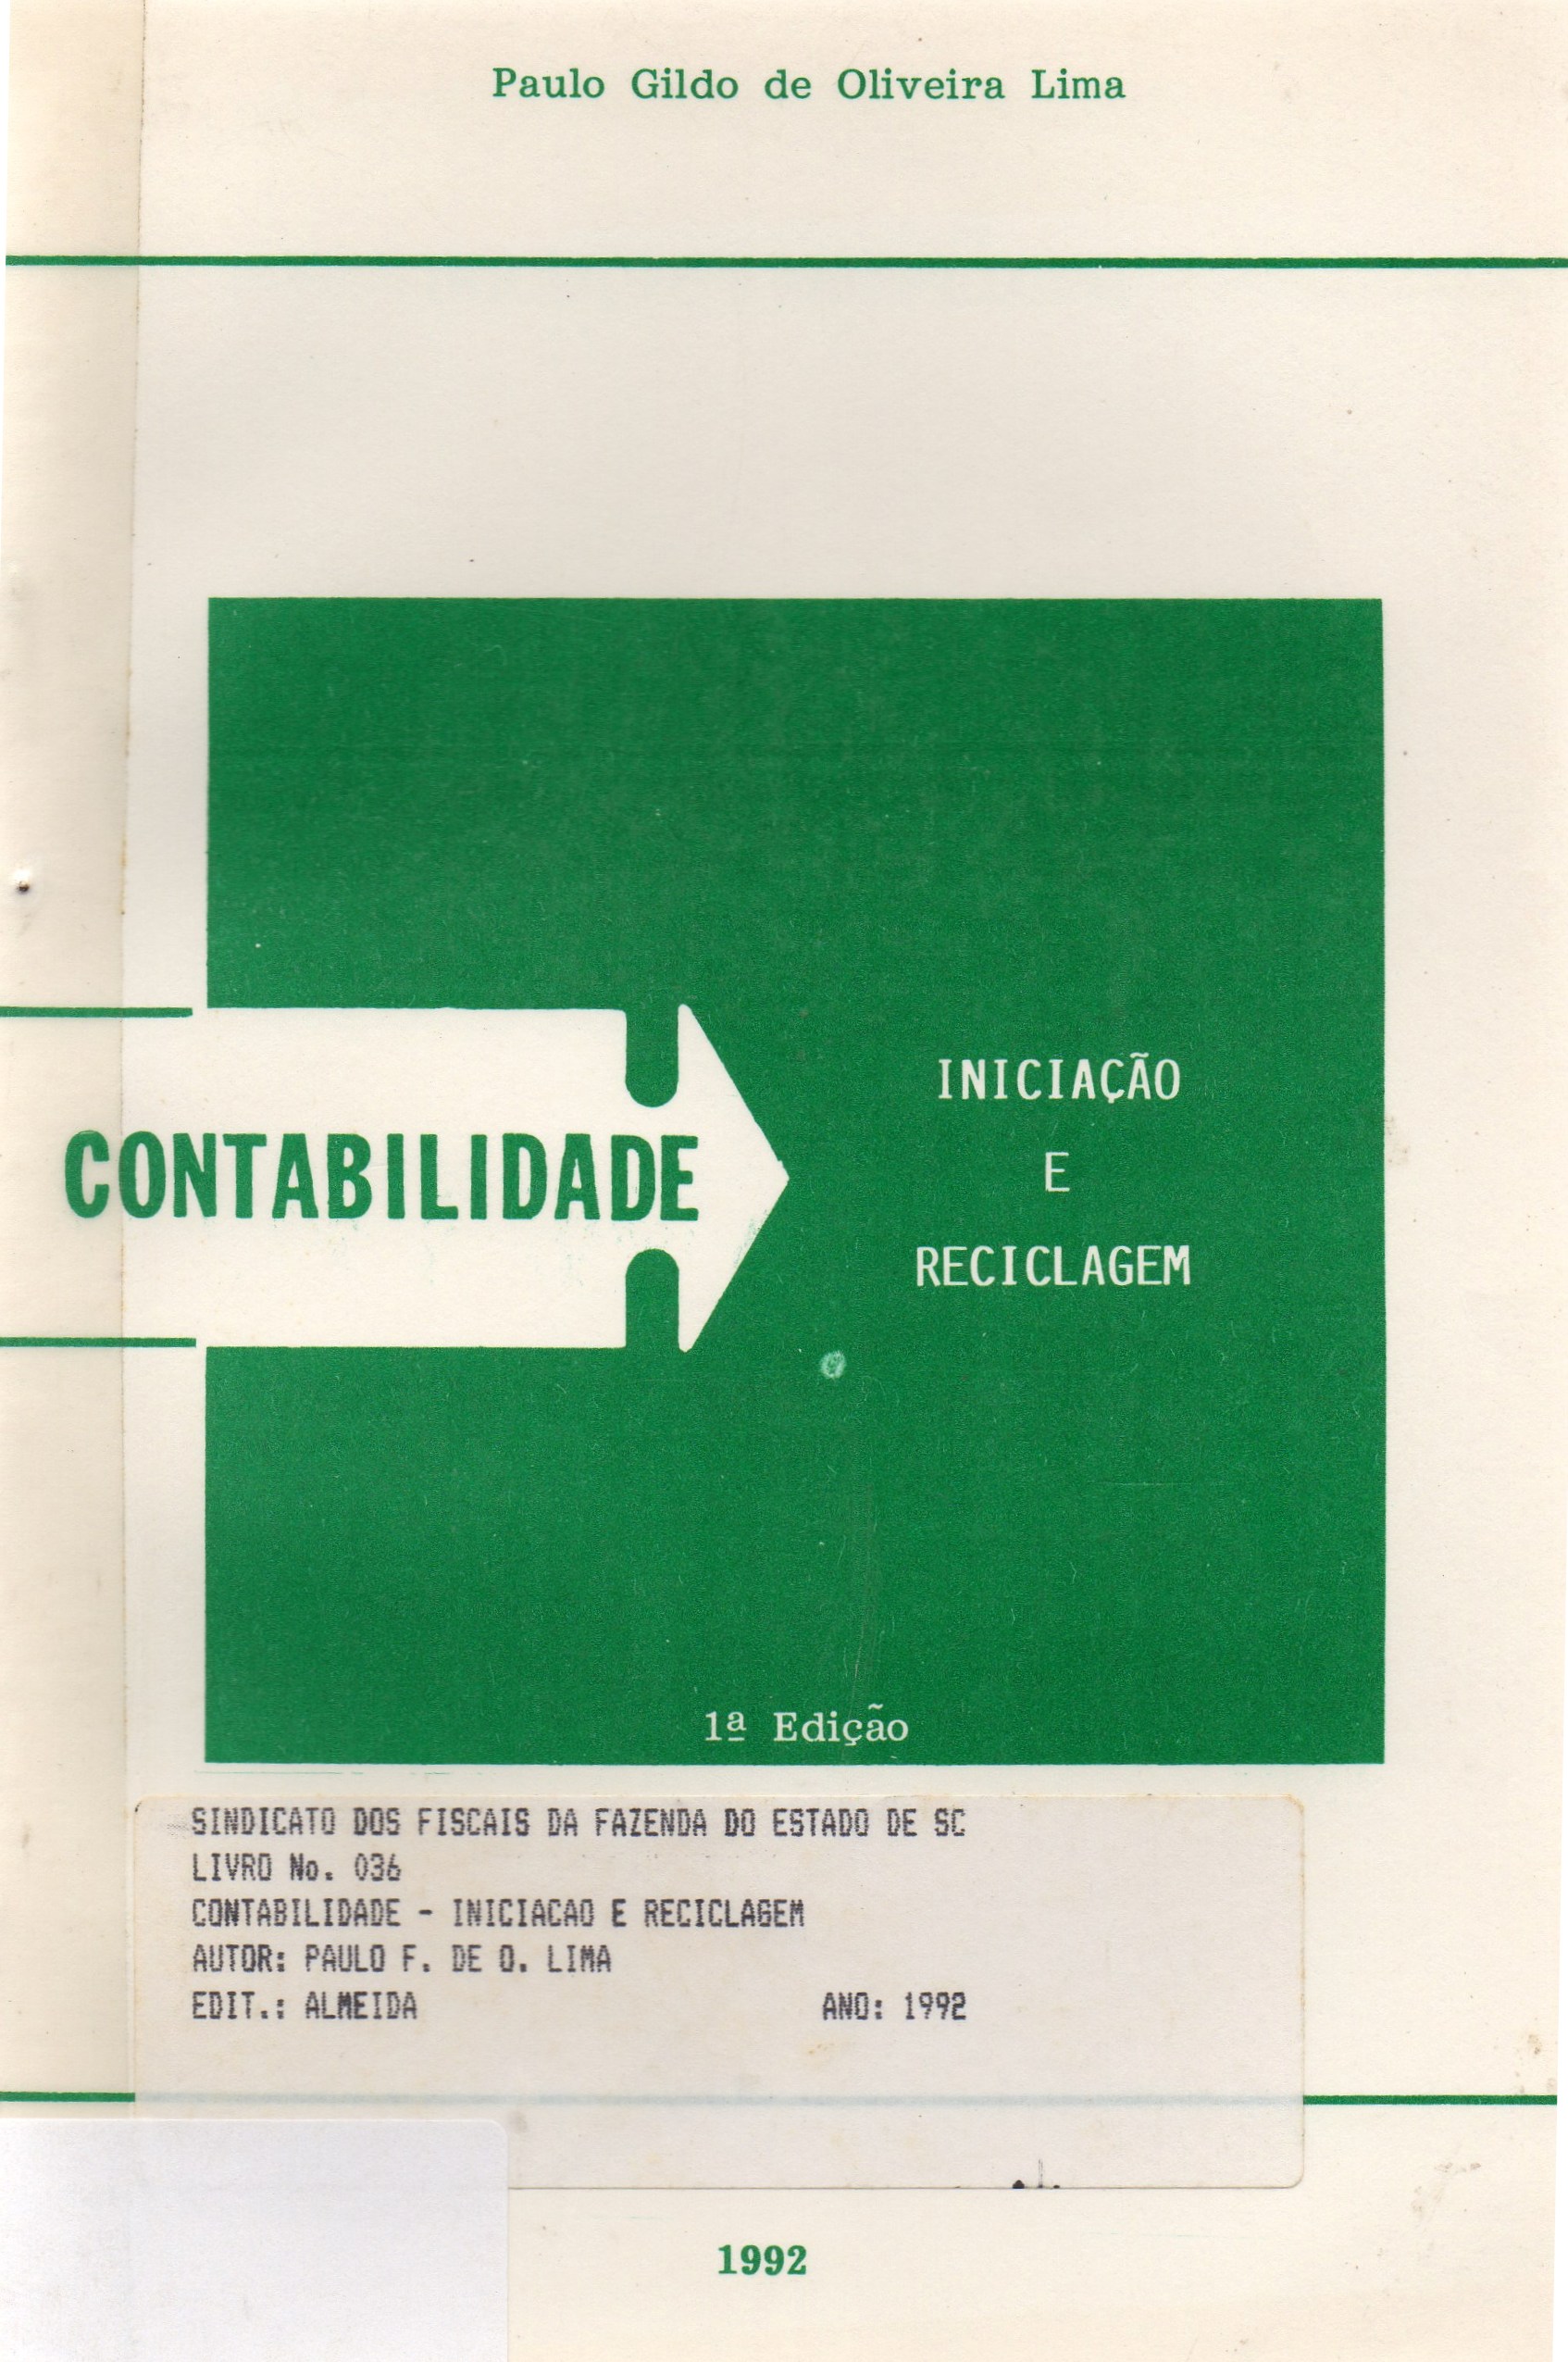 Paulo Gildo de Oliveira Lima
CONTABILIDADE
INICIAÇÃO
E
RECICLAGEM
1ª Edição
SINDICATO DOS FISCAIS DA FAZENDA DO ESTADO DE SC
LIVRO No. 036
CONTABILIDADE - INICIACAO E RECICLAGEM
AUTOR: PAULO F. DE O. LIMA
EDIT.: ALMEIDA ANO: 1992
1992